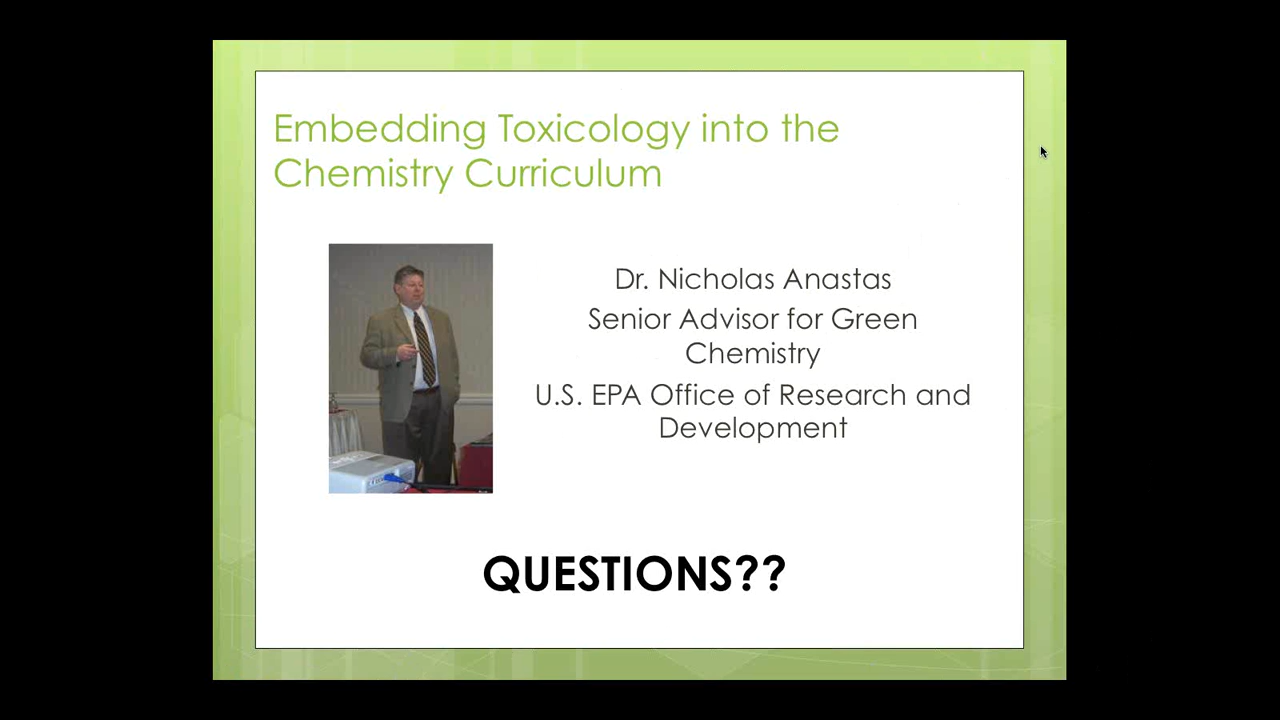 Embedding Toxicology into the
Chemistry Curriculum
Dr. Nicholas Anastas
Senior Advisor for Green
Chemistry
U.S. EPA Office of Research and
Development
QUESTIONS??